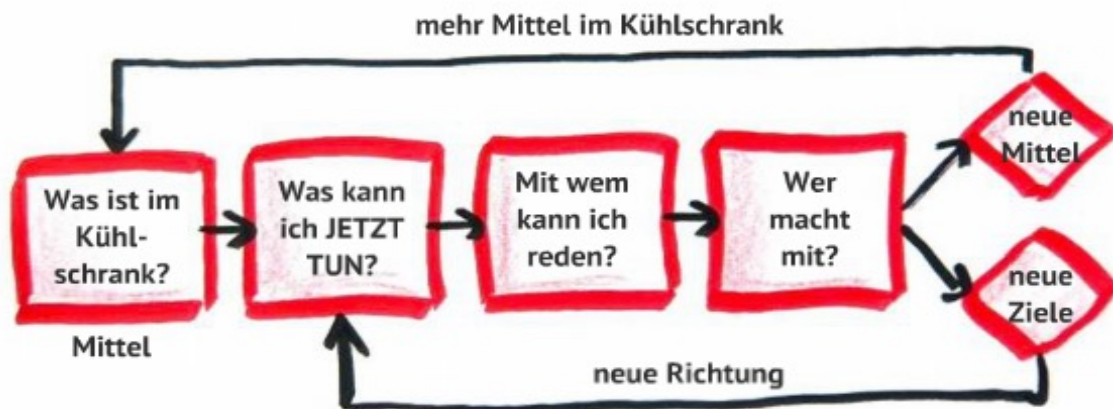 mehr Mittel im Kühlschrank
Was ist im
Kühl-
schrank?
Mittel
Was kann
ich JETZT
TUN?
Mit wem
kann ich
reden?
Wer
macht
mit?
neue
Mittel
neue
Ziele
neue Richtung